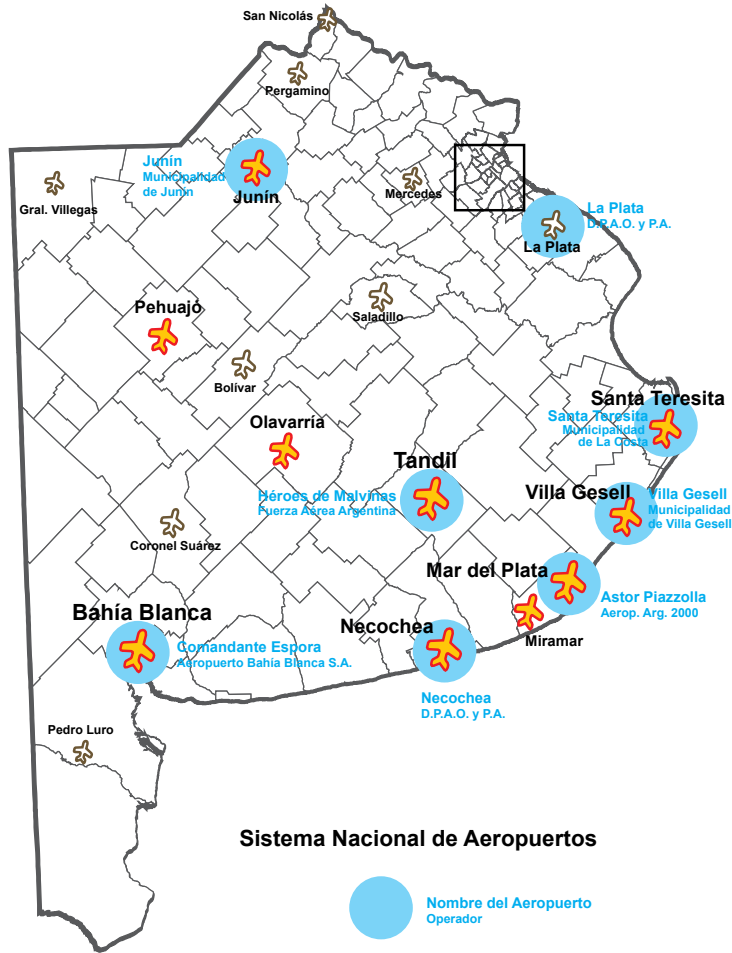 San Nicolás
Pergamino
Junín
Municipalidad
de Junín
Junín
Mercedes
Gral. Villegas
La Plata
D.P.A.O. y P.A.
La Plata
Pehuajó
Saladillo
Bolívar
Santa Teresita
Santa Teresita
Municipalidad
de La Costa
Olavarría
Tandil
Héroes de Malvinas
Fuerza Aérea Argentina
Villa Gesell
Villa Gesell
Municipalidad
de Villa Gesell
Coronel Suárez
Mar del Plata
Astor Piazzolla
Aerop. Arg. 2000
Bahía Blanca
Comandante Espora
Aeropuerto Bahía Blanca S.A.
Necochea
Miramar
Necochea
D.P.A.O. y P.A.
Pedro Luro
Sistema Nacional de Aeropuertos
Nombre del Aeropuerto
Operador